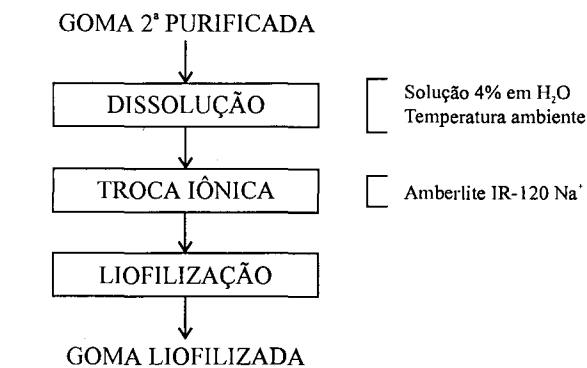 GOMA 2ª PURIFICADA
DISSOLUÇÃO
Solução 4% em H₂O
Temperatura ambiente
TROCA IÔNICA
Amberlite IR-120 Na⁺
LIOFILIZAÇÃO
GOMA LIOFILIZADA